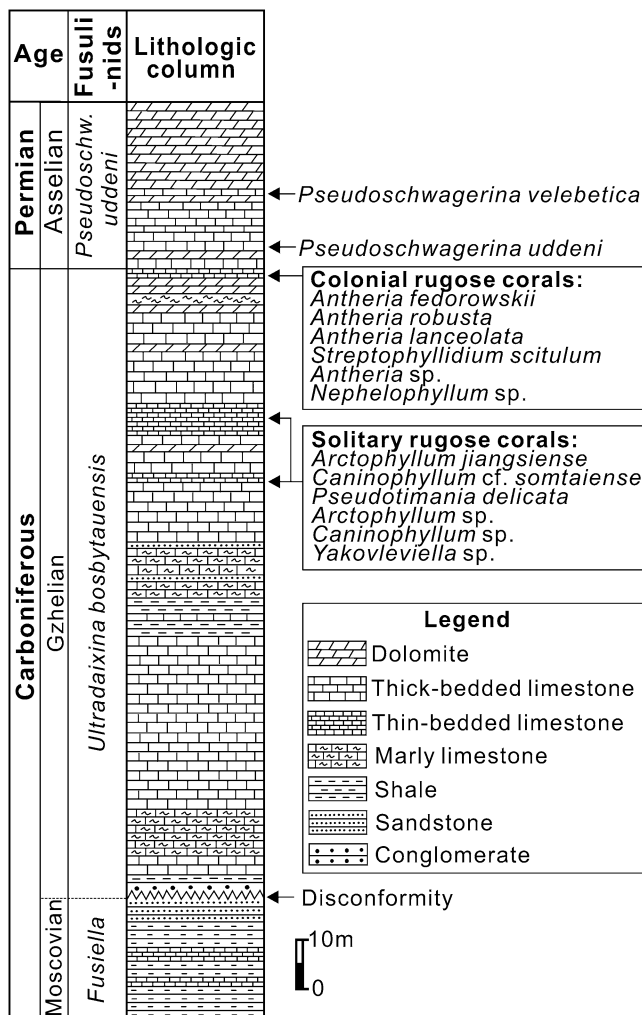 Age
Fusuli
-nids
Lithologic
column
Permian
Asselian
Pseudoschw.
uddeni
Pseudoschwagerina velebetica
Pseudoschwagerina uddeni
Carboniferous
Gzhelian
Ultradaixina bosbytauensis
Colonial rugose corals:
Antheria fedorowskii
Antheria robusta
Antheria lanceolata
Streptophyllidium scitulum
Antheria sp.
Nephelophyllum sp.
Solitary rugose corals:
Arctophyllum jiangsiense
Caninophyllum cf. somtaiense
Pseudotimania delicata
Arctophyllum sp.
Caninophyllum sp.
Yakovleviella sp.
Legend
Dolomite
Thick-bedded limestone
Thin-bedded limestone
Marly limestone
Shale
Sandstone
Conglomerate
Disconformity
Moscovian
Fusiella
10m
0